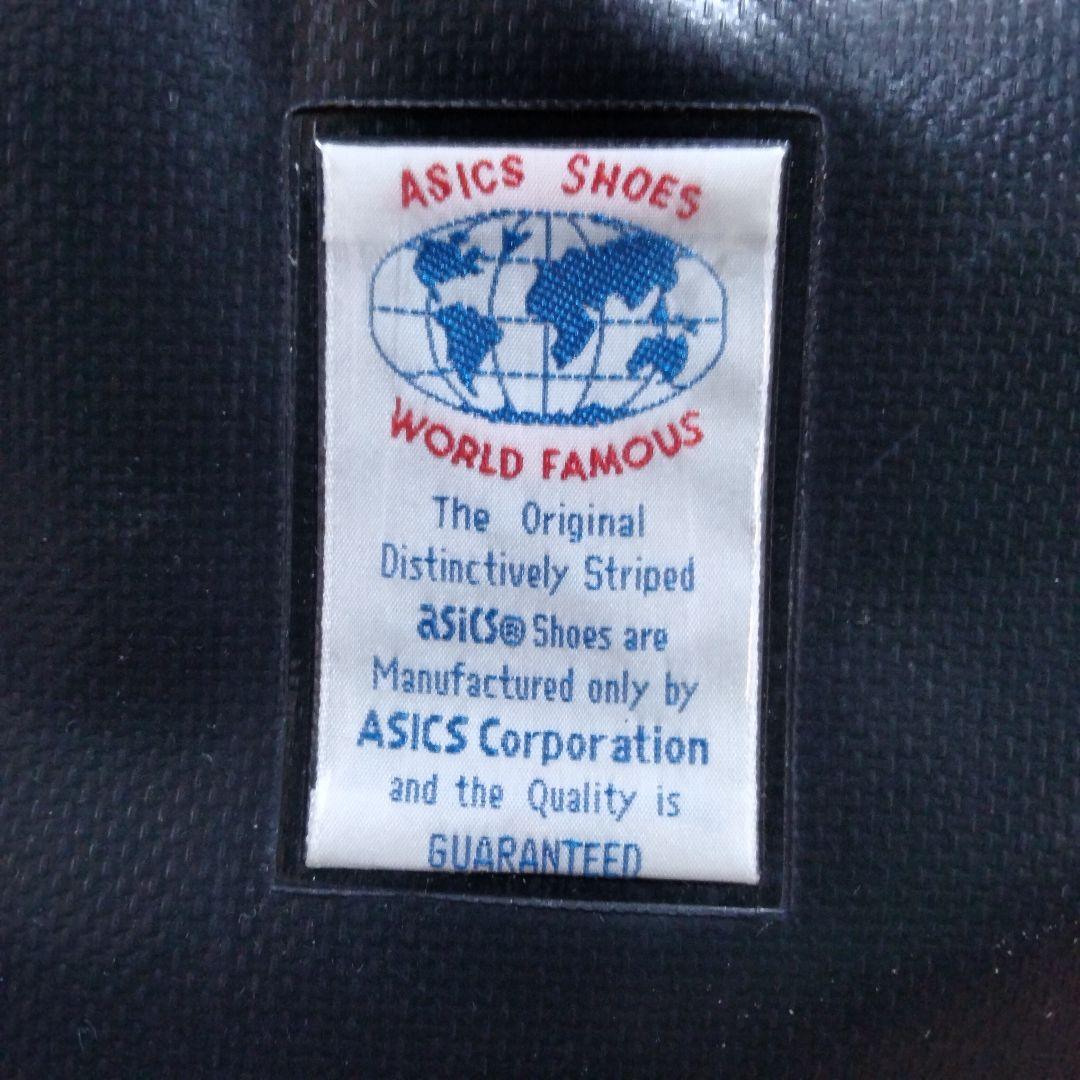 ASICS SHOES
WORLD FAMOUS
The Original
Distinctively Striped
asics® Shoes are
Manufactured only by
ASICS Corporation
and the Quality is
GUARANTEED